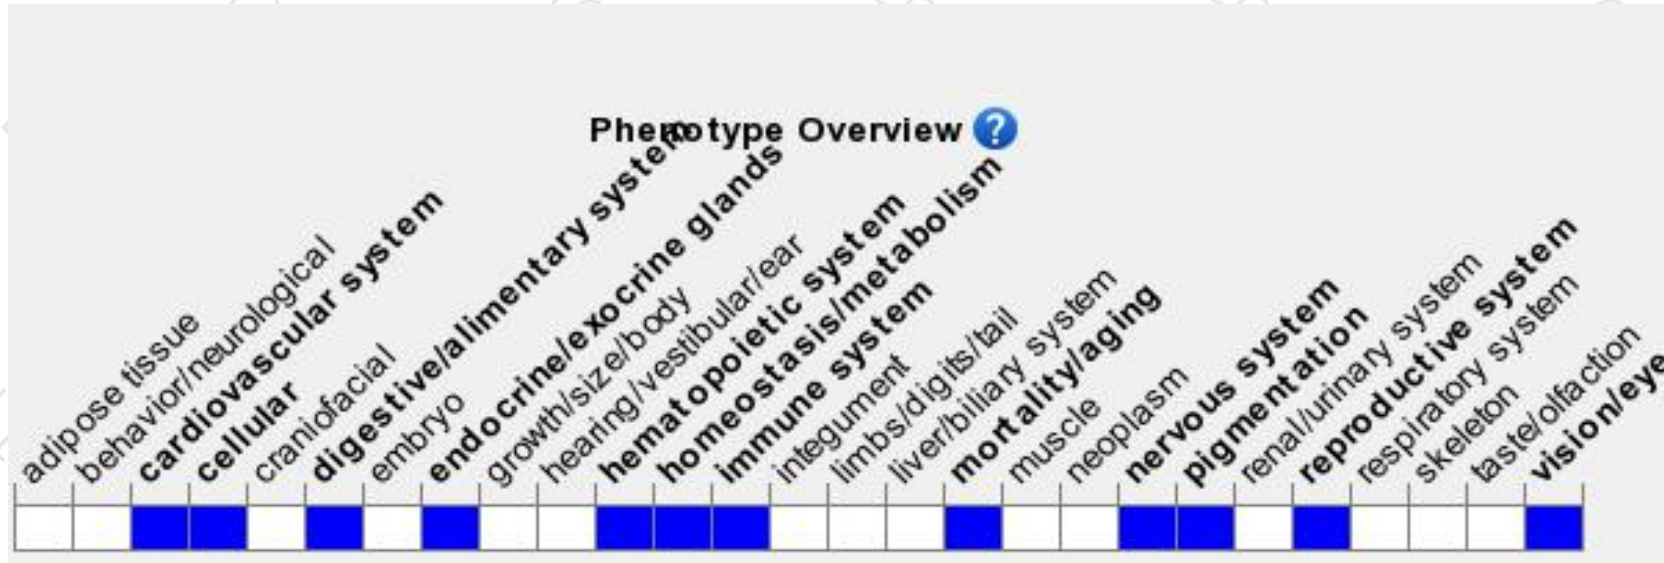 Phenotype Overview ?
adipose tissue
behavior/neurological
cardiovascular system
cellular
craniofacial
digestive/alimentary system
embryo
endocrine/exocrine glands
growth/size/body
hearing/vestibular/ear
hematopoietic system
homeostasis/metabolism
immune system
integument
limbs/digits/tail
liver/biliary system
mortality/aging
muscle
neoplasm
nervous system
pigmentation
renal/urinary system
reproductive system
respiratory system
skeleton
taste/olfaction
vision/eye